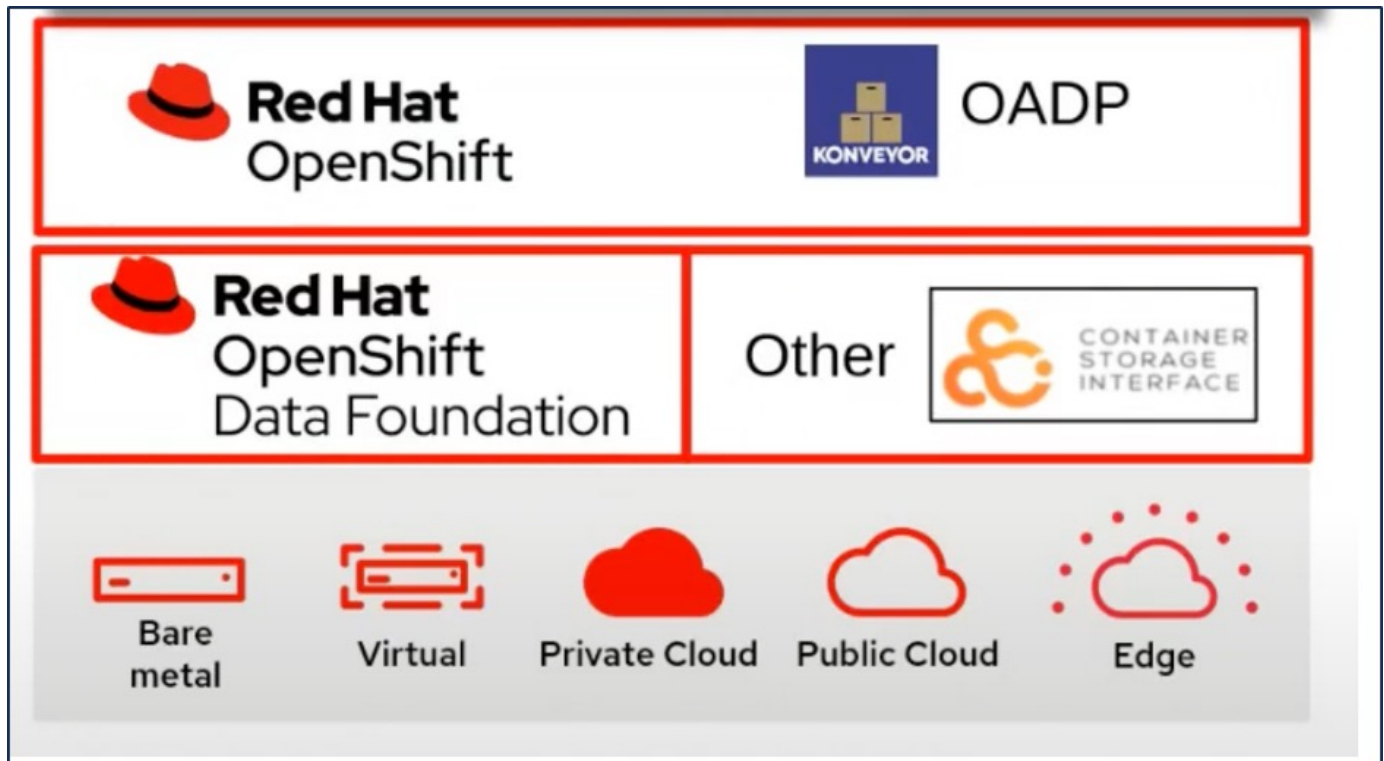 Red Hat
OpenShift
KONVEYOR
OADP
Red Hat
OpenShift
Data Foundation
Other
CONTAINER
STORAGE
INTERFACE
Bare
metal
Virtual
Private Cloud
Public Cloud
Edge